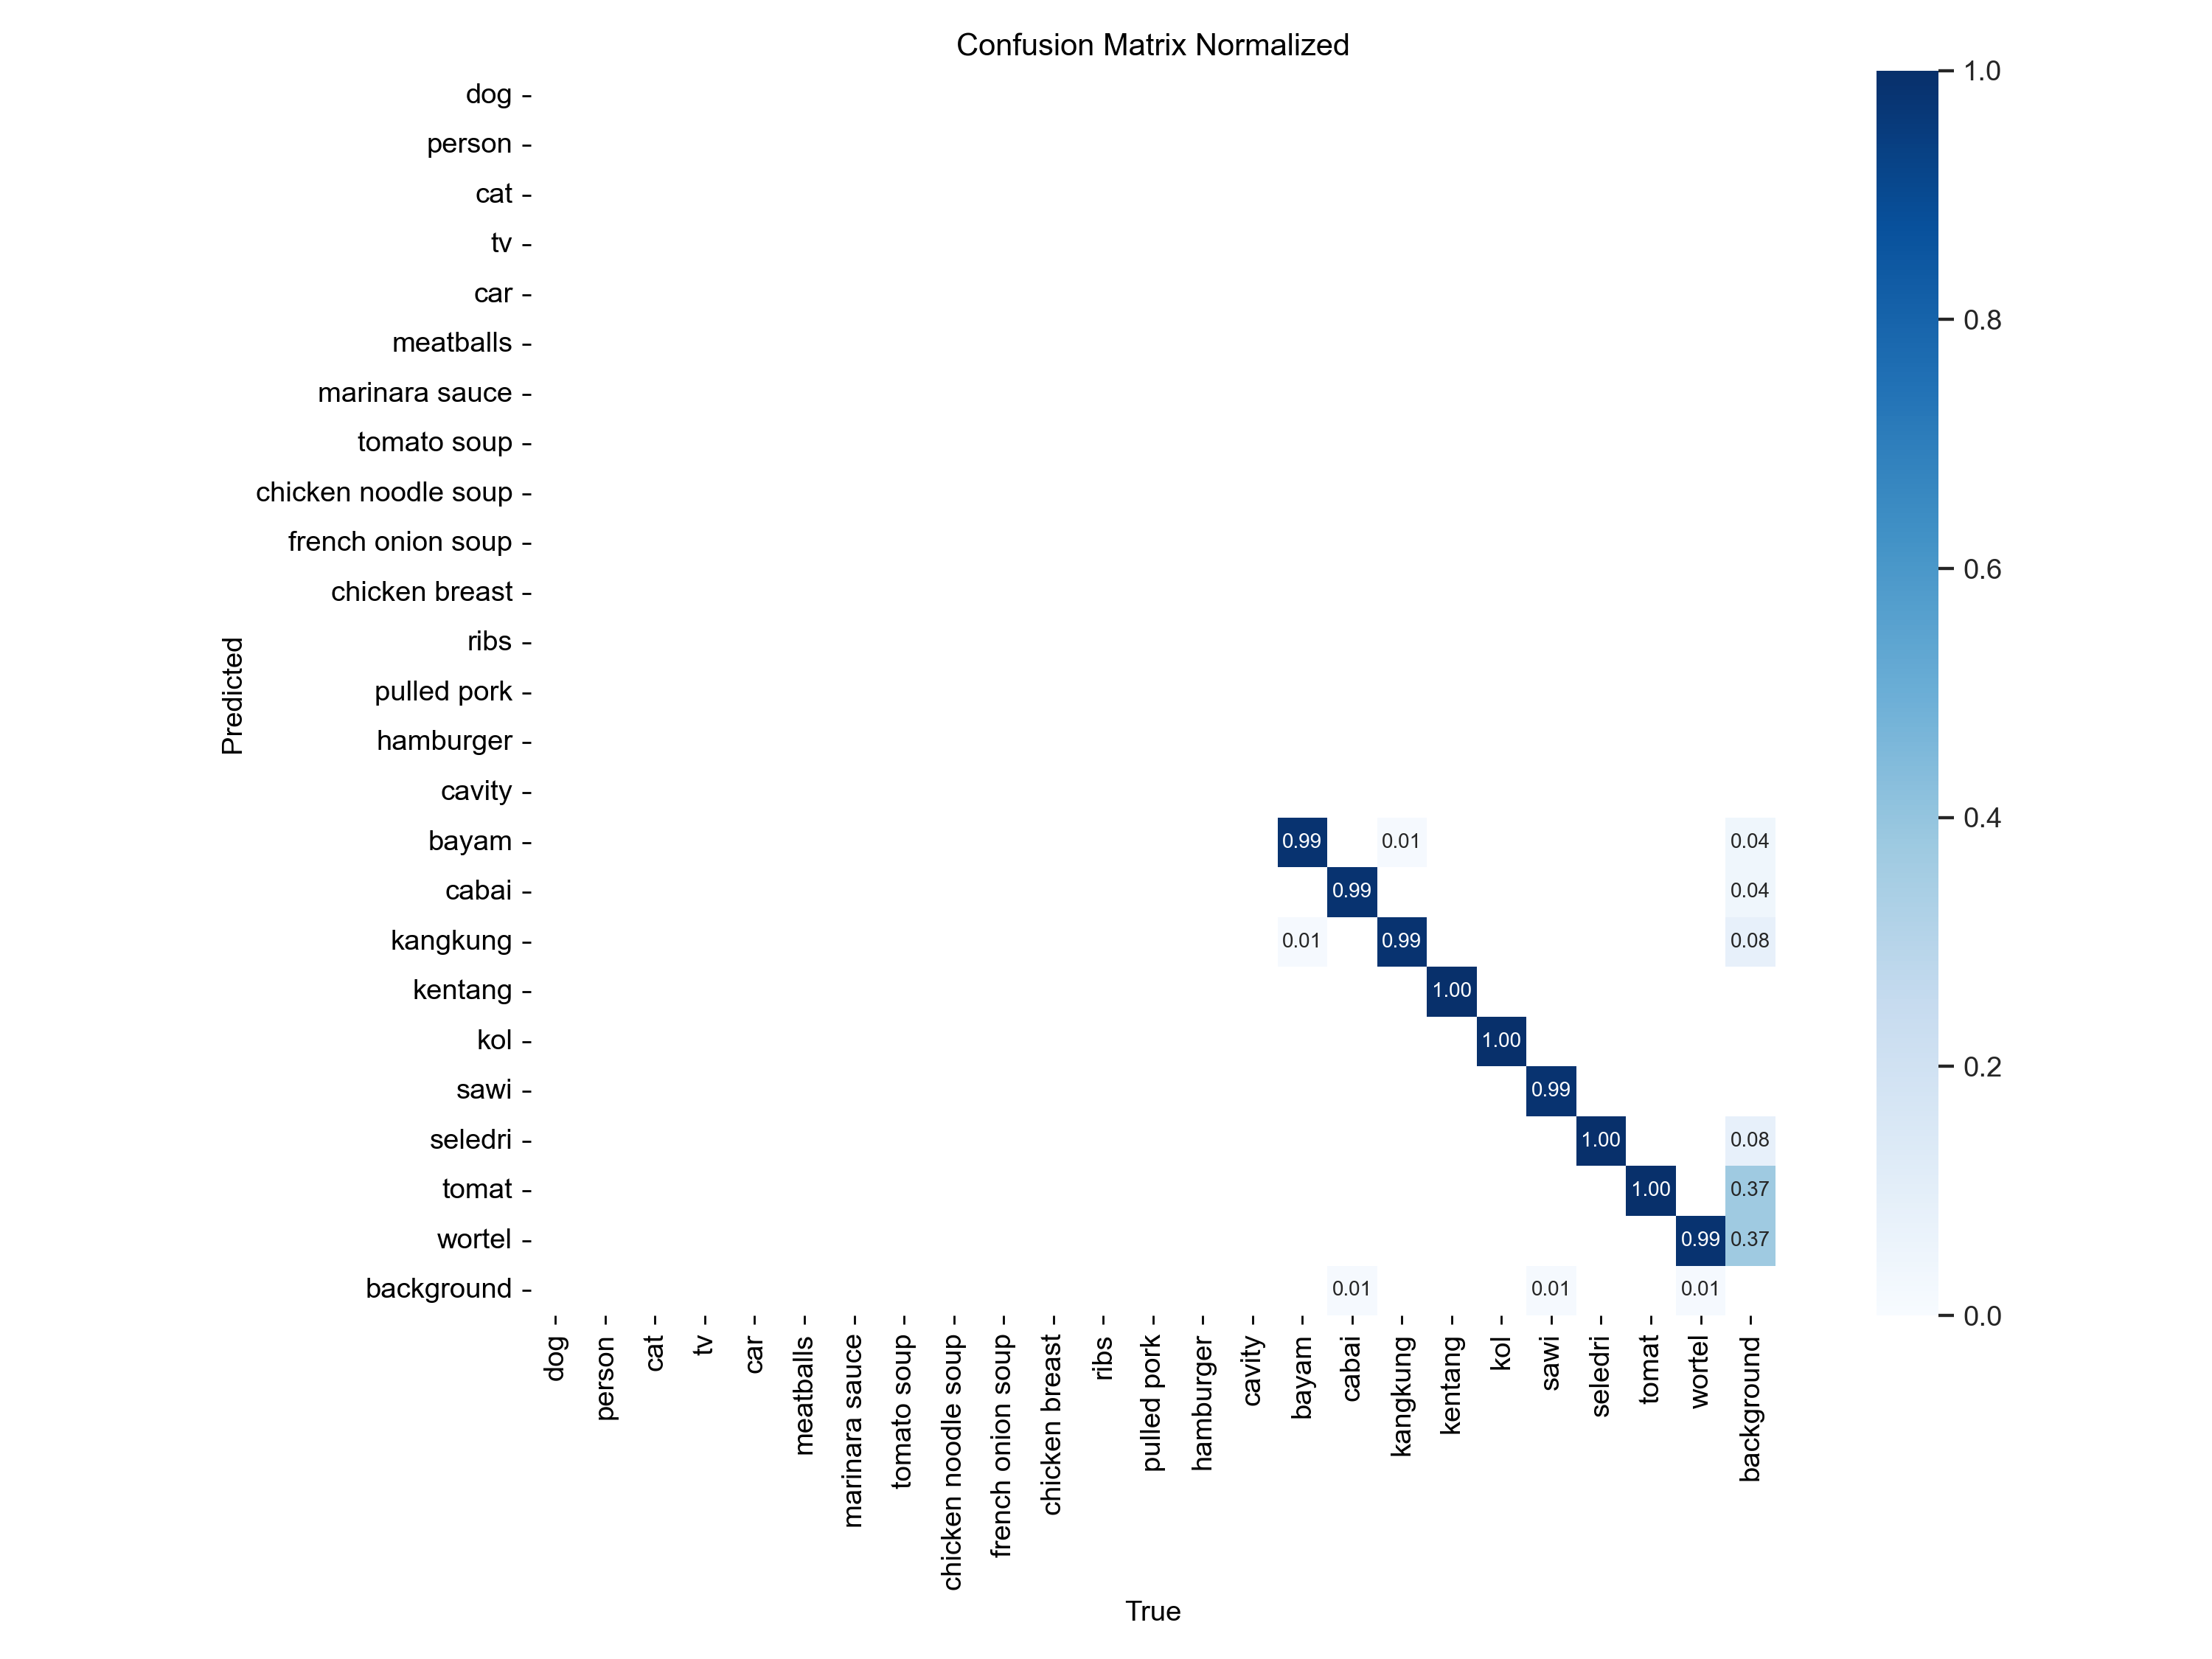 Confusion Matrix Normalized
dog
person
cat
tv
car
meatballs
marinara sauce
tomato soup
chicken noodle soup
french onion soup
chicken breast
ribs
pulled pork
hamburger
cavity
bayam 0.99 0.01 0.04
cabai 0.99 0.04
kangkung 0.01 0.99 0.08
kentang 1.00
kol 1.00
sawi 0.99
seledri 1.00 0.08
tomat 1.00 0.37
wortel 0.99 0.37
background 0.01 0.01 0.01
Predicted
dog
person
cat
tv
car
meatballs
marinara sauce
tomato soup
chicken noodle soup
french onion soup
chicken breast
ribs
pulled pork
hamburger
cavity
bayam
cabai
kangkung
kentang
kol
sawi
seledri
tomat
wortel
background
True
1.0
0.8
0.6
0.4
0.2
0.0